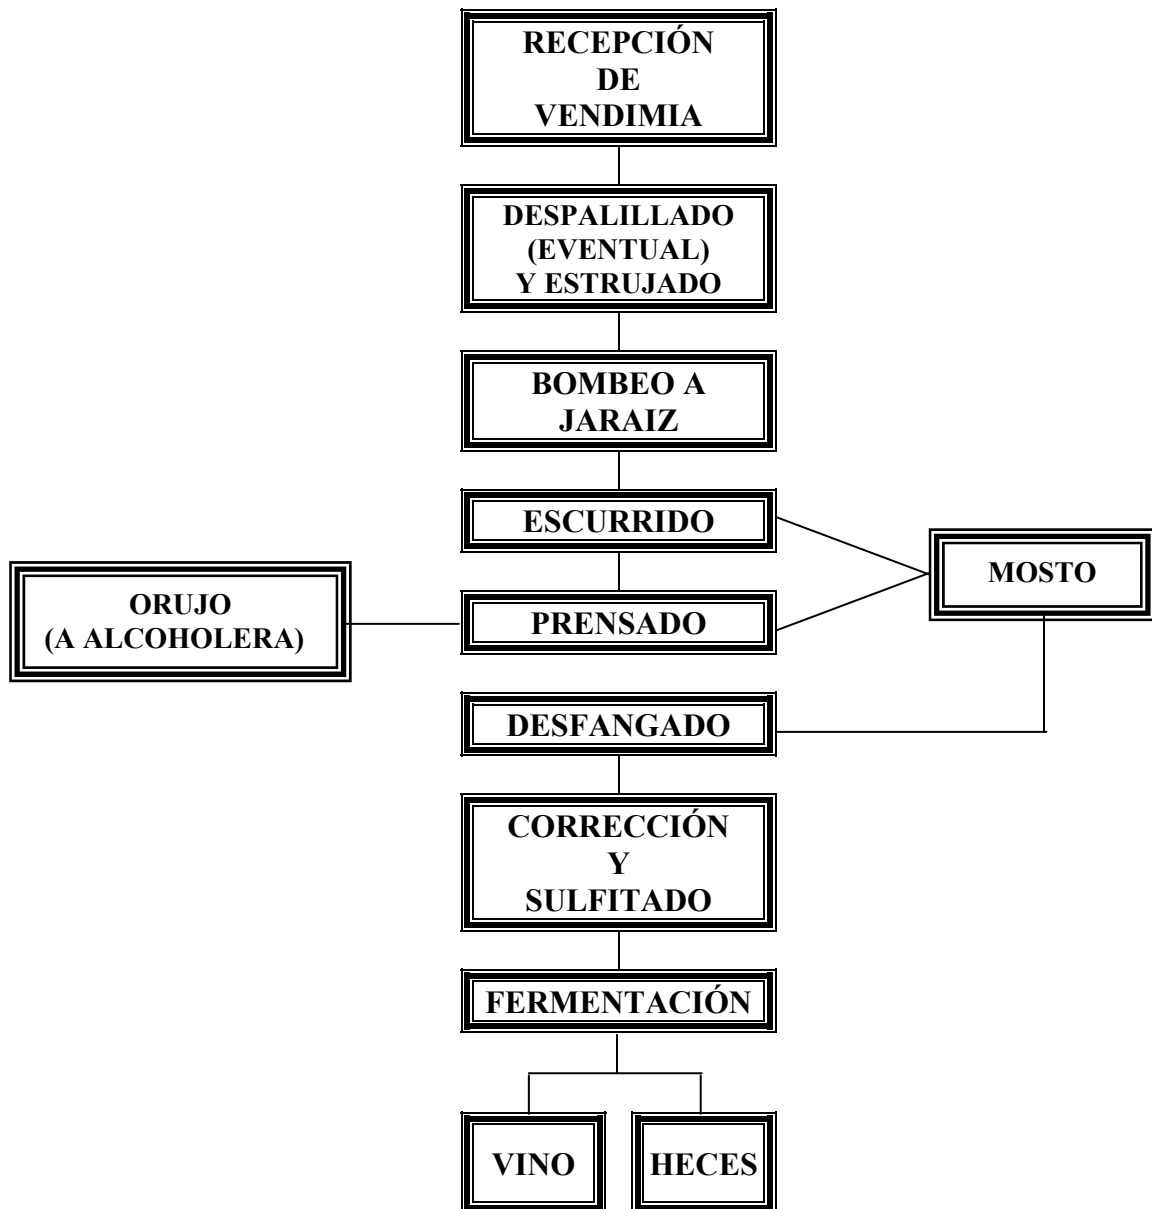 RECEPCIÓN
DE
VENDIMIA
DESPALILLADO
(EVENTUAL)
Y ESTRUJADO
BOMBEO A
JARAIZ
ESCURRIDO
MOSTO
ORUJO
(A ALCOHOLERA)
PRENSADO
DESFANGADO
CORRECCIÓN
Y
SULFITADO
FERMENTACIÓN
VINO
HECES